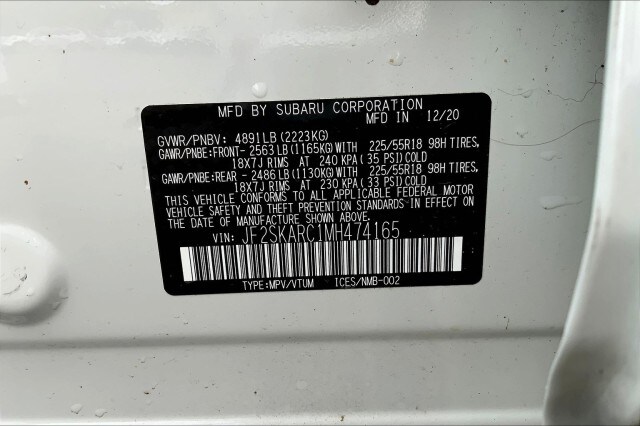 MFD BY SUBARU CORPORATION
MFD IN 12/20
GVWR/PNBV: 4891LB (2223KG)
GAWR/PNBE:FRONT- 2563 LB (1165KG) WITH 225/55R18 98H TIRES,
18X7J RIMS AT 240 KPA (35 PSI) COLD
GAWR/PNBE:REAR - 2486 LB (1130KG) WITH 225/55R18 98H TIRES,
18X7J RIMS AT 230 KPA (33 PSI) COLD
THIS VEHICLE CONFORMS TO ALL APPLICABLE FEDERAL MOTOR
VEHICLE SAFETY AND THEFT PREVENTION STANDARDS IN EFFECT
ON THE DATE OF MANUFACTURE SHOWN ABOVE.
VIN: JF2SKARC1MH474165
TYPE:MPV/VTUM ICES/NMB-002